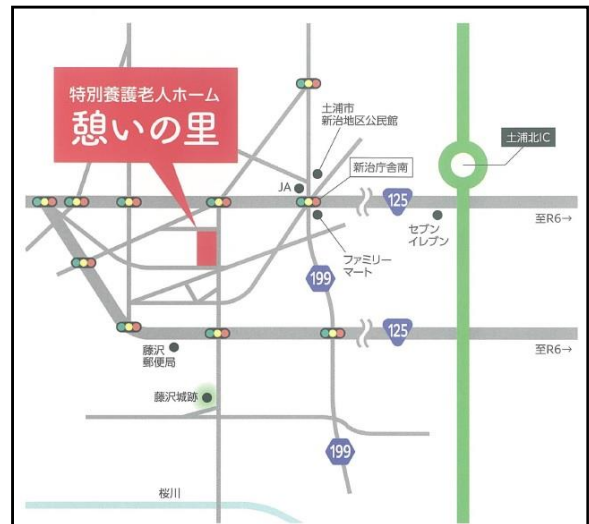 特別養護老人ホーム
憩いの里
土浦市
新治地区公民館
土浦北IC
JA
新治庁舎南
125
至R6→
セブン
イレブン
ファミリー
マート
199
125
至R6→
藤沢
郵便局
藤沢城跡
199
桜川